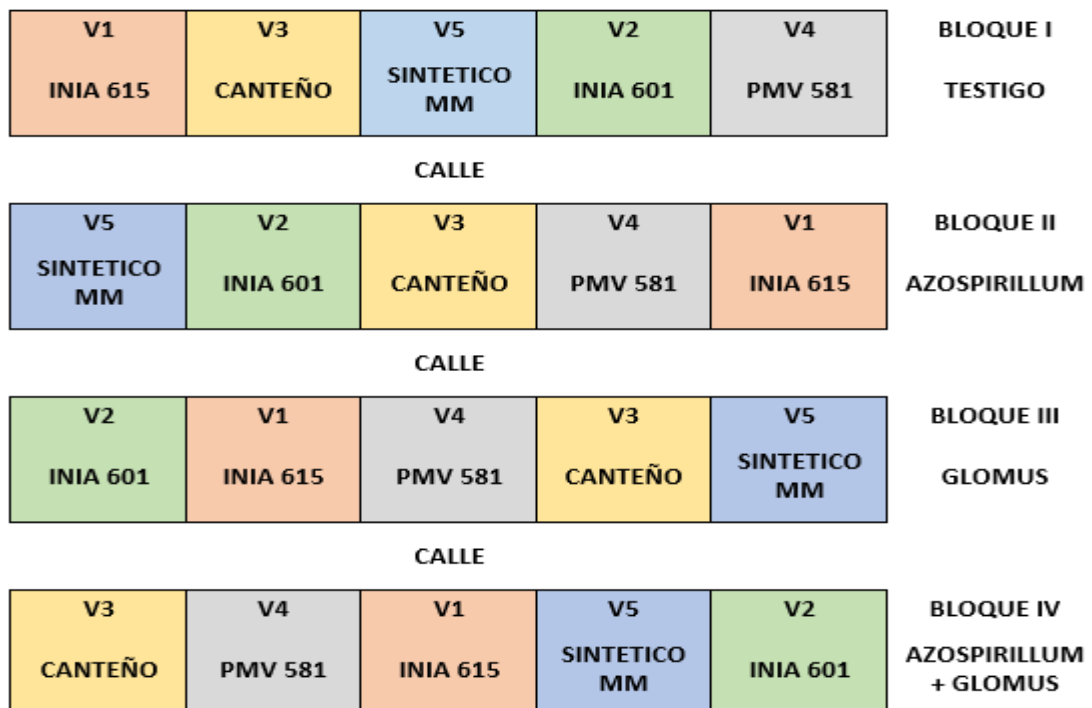 V1 V3 V5 V2 V4 BLOQUE I
INIA 615 CANTEÑO SINTETICO MM INIA 601 PMV 581 TESTIGO
CALLE
V5 V2 V3 V4 V1 BLOQUE II
SINTETICO MM INIA 601 CANTEÑO PMV 581 INIA 615 AZOSPIRILLUM
CALLE
V2 V1 V4 V3 V5 BLOQUE III
INIA 601 INIA 615 PMV 581 CANTEÑO SINTETICO MM GLOMUS
CALLE
V3 V4 V1 V5 V2 BLOQUE IV
CANTEÑO PMV 581 INIA 615 SINTETICO MM INIA 601 AZOSPIRILLUM + GLOMUS